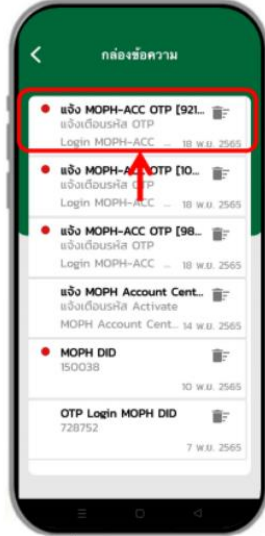 กล่องข้อความ
แจ้ง MOPH-ACC OTP [921...
แจ้งเตือนรหัส OTP
Login MOPH-ACC ... 18 พ.ย. 2565
แจ้ง MOPH-ACC OTP [10...
แจ้งเตือนรหัส OTP
Login MOPH-ACC ... 18 พ.ย. 2565
แจ้ง MOPH-ACC OTP [98...
แจ้งเตือนรหัส OTP
Login MOPH-ACC ... 18 พ.ย. 2565
แจ้ง MOPH Account Cent...
แจ้งเตือนรหัส Activate
MOPH Account Cent... 14 พ.ย. 2565
MOPH DID
150038
10 พ.ย. 2565
OTP Login MOPH DID
728752
7 พ.ย. 2565